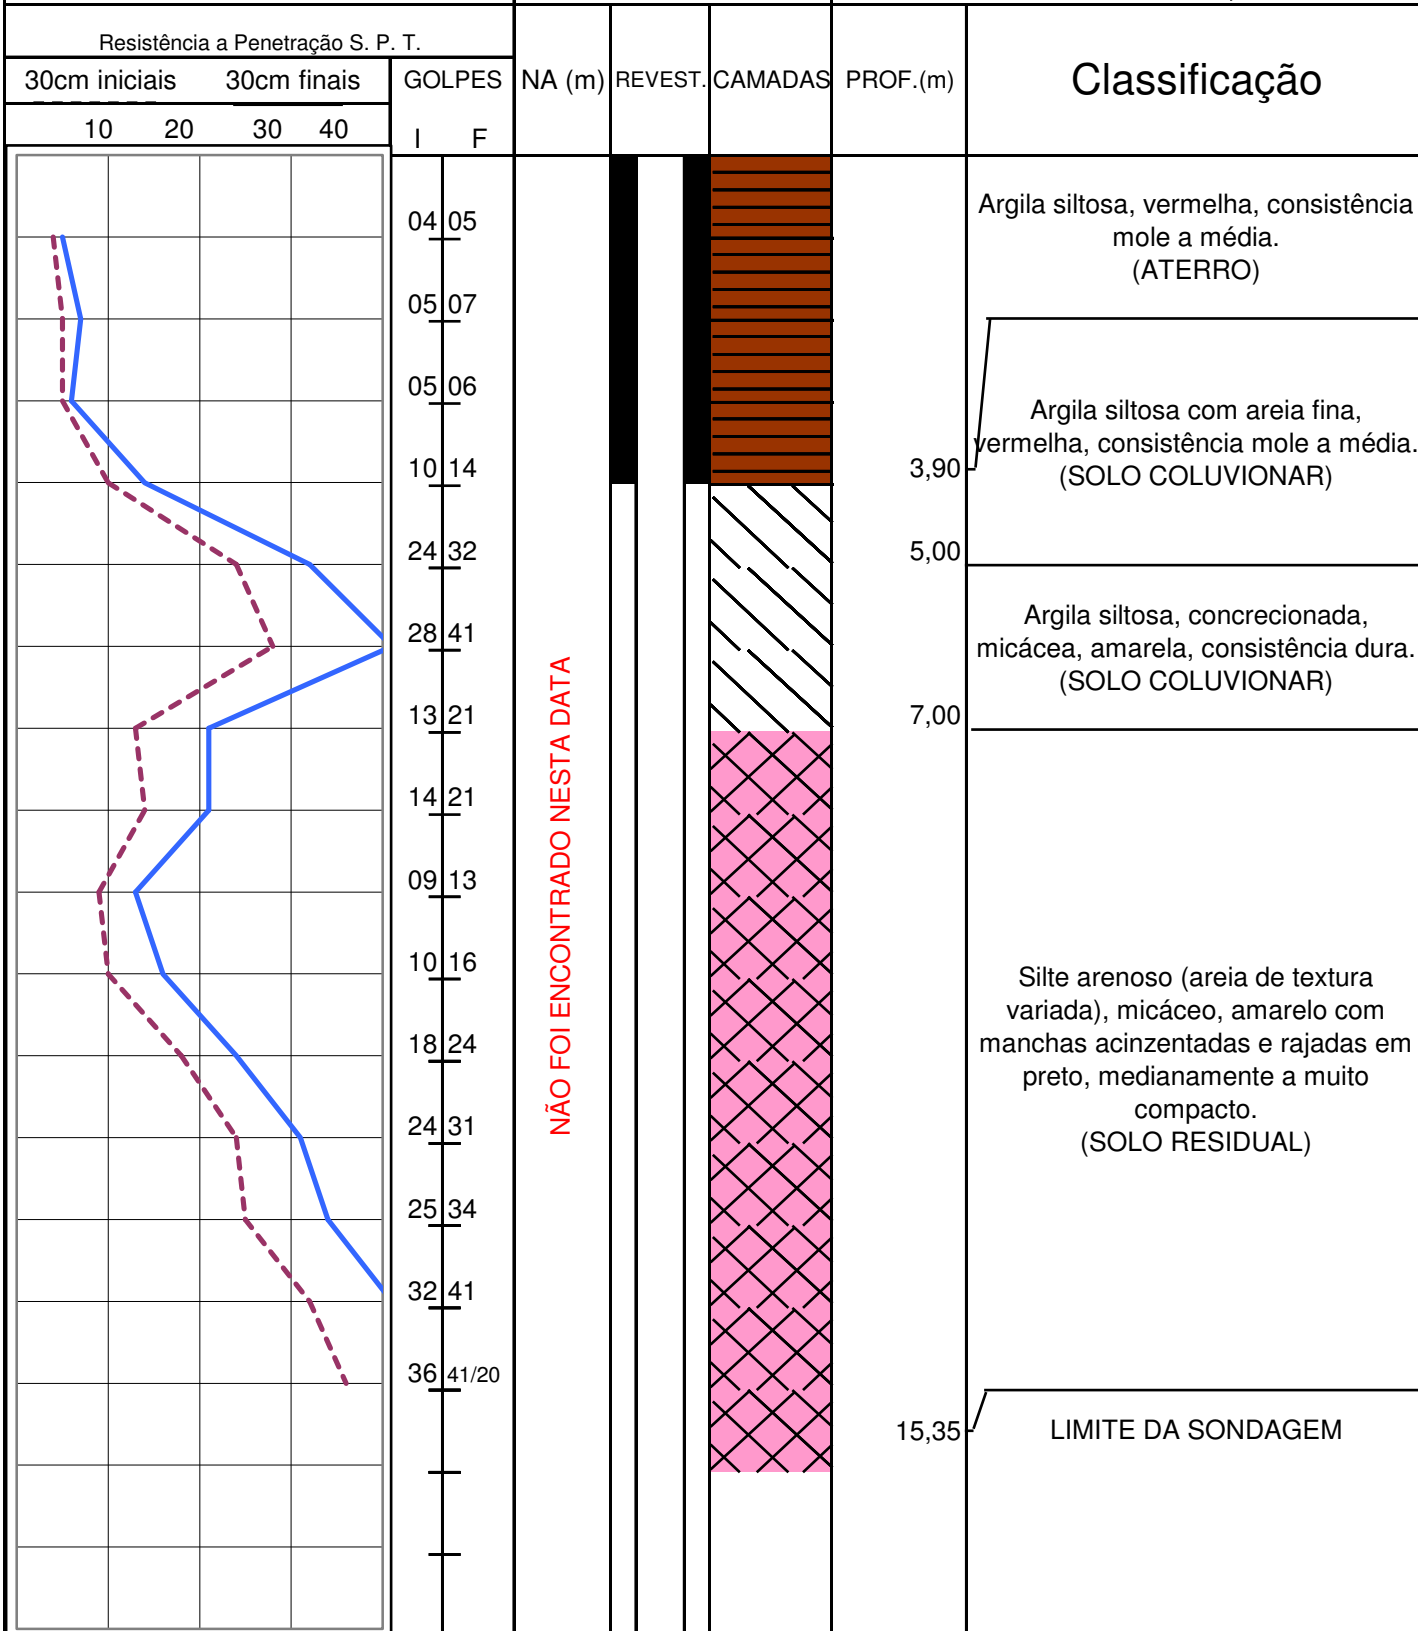 Resistência a Penetração S. P. T.
30cm iniciais 30cm finais
10 20 30 40
GOLPES
I F
NA (m)
REVEST.
CAMADAS
PROF.(m)
Classificação
04 05
05 07
05 06
10 14
24 32
28 41
13 21
14 21
09 13
10 16
18 24
24 31
25 34
32 41
36 41/20
NÃO FOI ENCONTRADO NESTA DATA
3,90
5,00
7,00
15,35
Argila siltosa, vermelha, consistência
mole a média.
(ATERRO)
Argila siltosa com areia fina,
vermelha, consistência mole a média.
(SOLO COLUVIONAR)
Argila siltosa, concrecionada,
micácea, amarela, consistência dura.
(SOLO COLUVIONAR)
Silte arenoso (areia de textura
variada), micáceo, amarelo com
manchas acinzentadas e rajadas em
preto, medianamente a muito
compacto.
(SOLO RESIDUAL)
LIMITE DA SONDAGEM